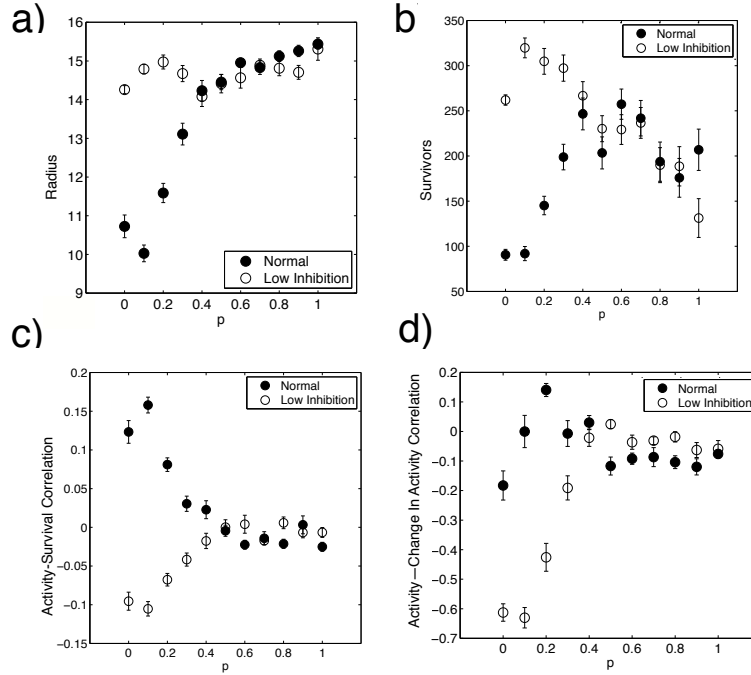 a)
16
15
14
13
12
11
10
9
Radius
0 0.2 0.4 0.6 0.8 1
p
Normal
Low Inhibition
b)
350
300
250
200
150
100
50
Survivors
0 0.2 0.4 0.6 0.8 1
p
Normal
Low Inhibition
c)
0.2
0.15
0.1
0.05
0
−0.05
−0.1
−0.15
Activity-Survival Correlation
0 0.2 0.4 0.6 0.8 1
p
Normal
Low Inhibition
d)
0.2
0.1
0
−0.1
−0.2
−0.3
−0.4
−0.5
−0.6
−0.7
Activity—Change In Activity Correlation
0 0.2 0.4 0.6 0.8 1
p
Normal
Low Inhibition